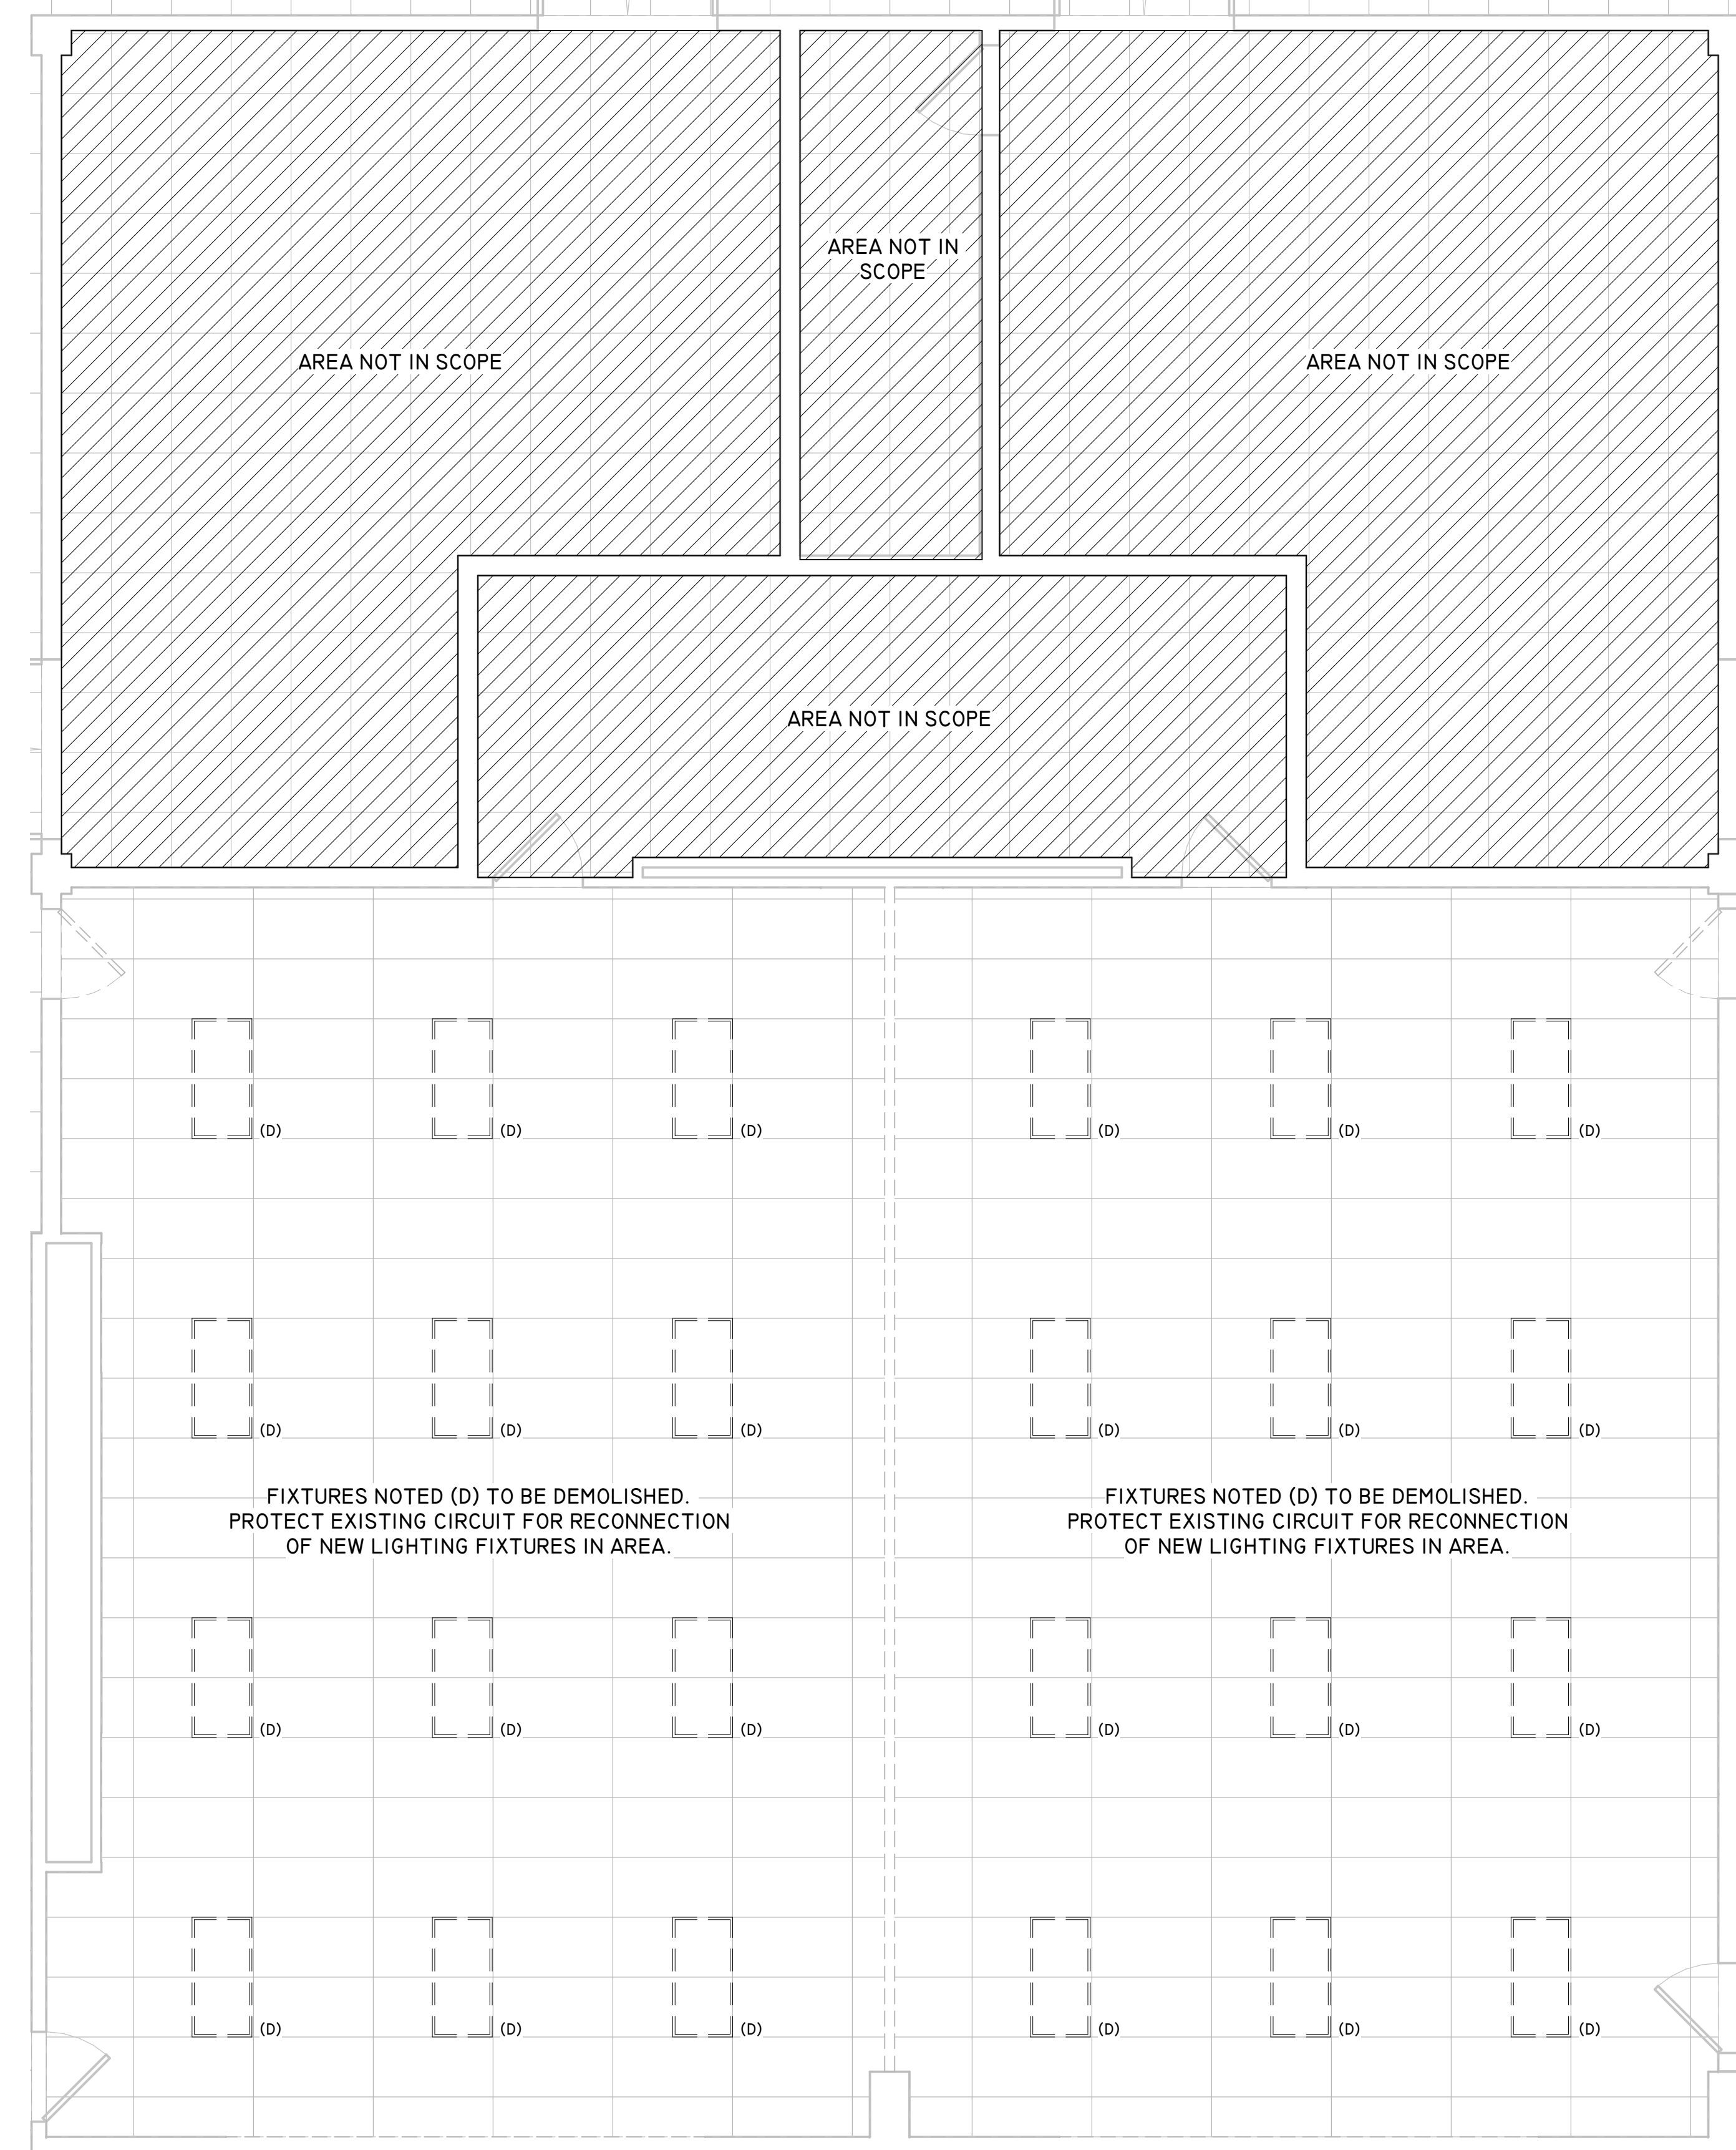 AREA NOT IN
SCOPE
AREA NOT IN SCOPE
AREA NOT IN SCOPE
AREA NOT IN SCOPE
(D) (D) (D) (D) (D) (D)
(D) (D) (D) (D) (D) (D)
FIXTURES NOTED (D) TO BE DEMOLISHED.
PROTECT EXISTING CIRCUIT FOR RECONNECTION
OF NEW LIGHTING FIXTURES IN AREA.
FIXTURES NOTED (D) TO BE DEMOLISHED.
PROTECT EXISTING CIRCUIT FOR RECONNECTION
OF NEW LIGHTING FIXTURES IN AREA.
(D) (D) (D) (D) (D) (D)
(D) (D) (D) (D) (D) (D)